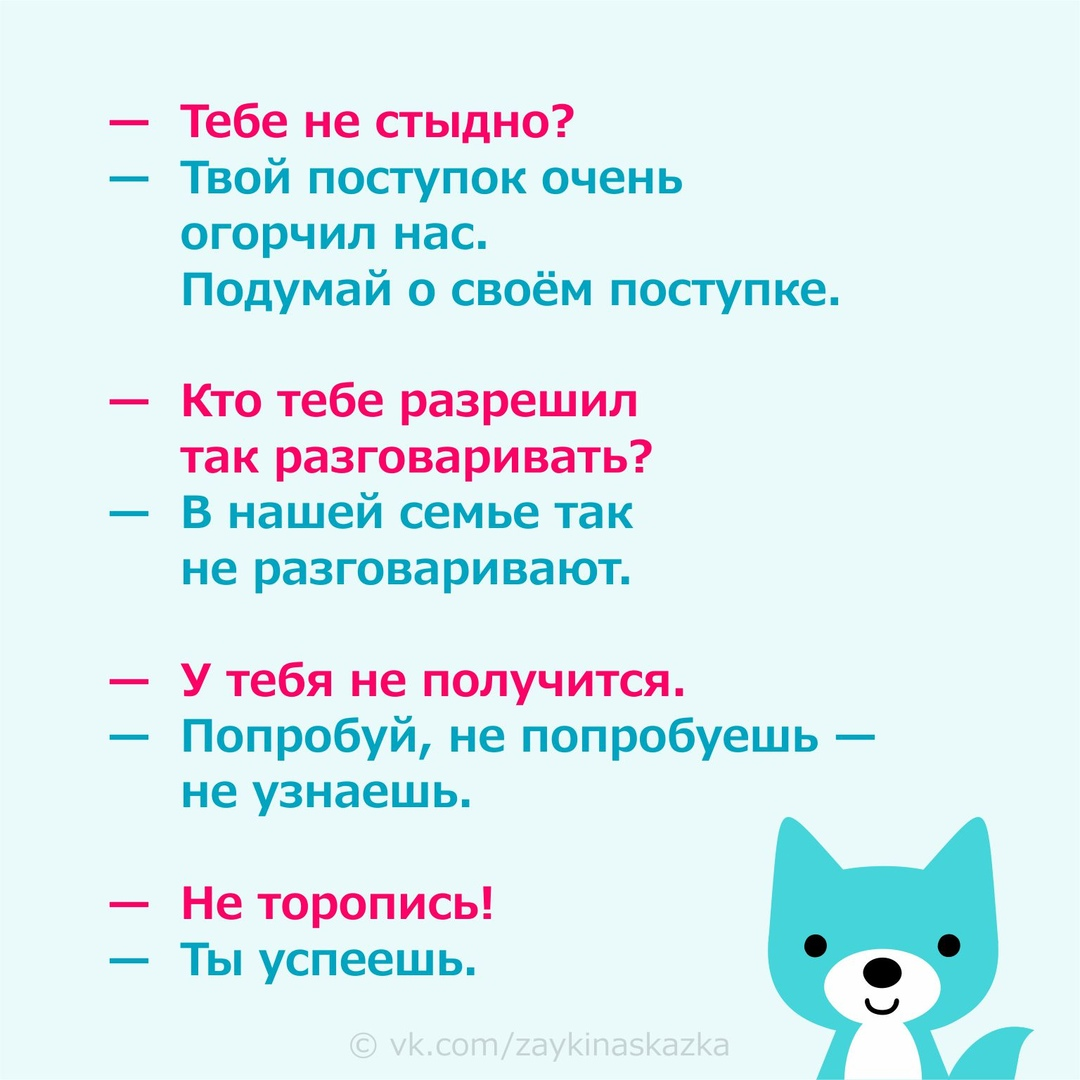 — Тебе не стыдно?
— Твой поступок очень
огорчил нас.
Подумай о своём поступке.
— Кто тебе разрешил
так разговаривать?
— В нашей семье так
не разговаривают.
— У тебя не получится.
— Попробуй, не попробуешь —
не узнаешь.
— Не торопись!
— Ты успеешь.
© vk.com/zaykinaskazka